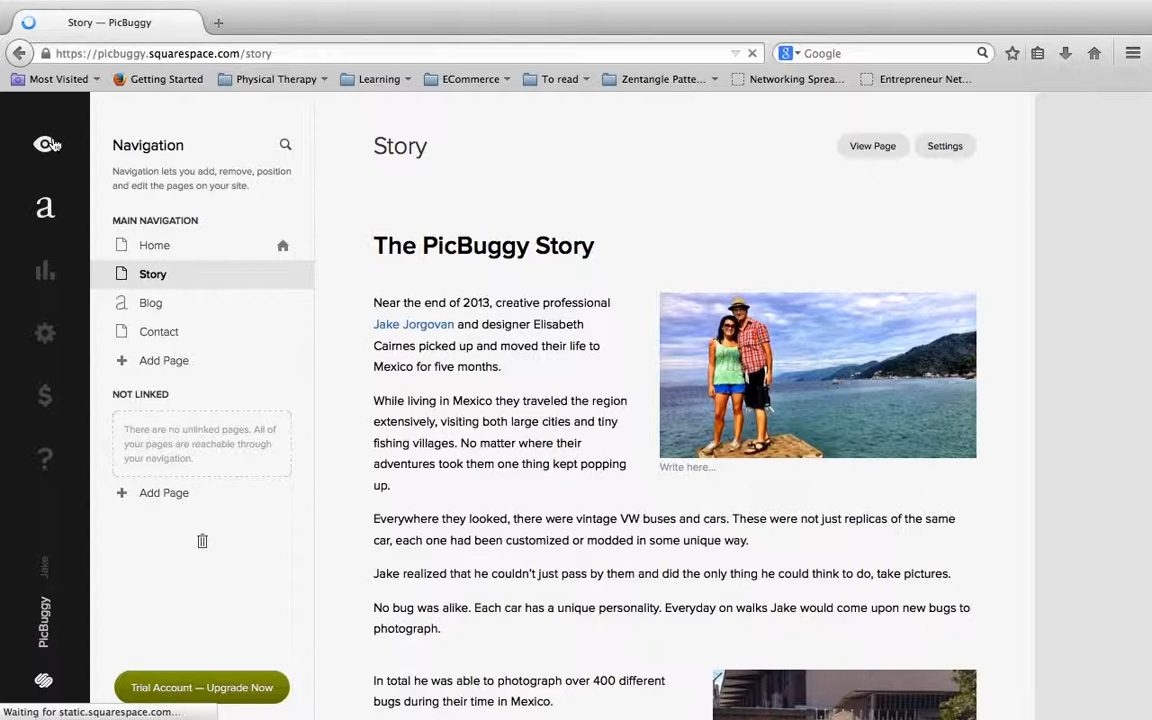 Story — PicBuggy
https://picbuggy.squarespace.com/story
Google
Most Visited
Getting Started
Physical Therapy
Learning
ECommerce
To read
Zentangle Patte...
Networking Sprea...
Entrepreneur Net...
Navigation
Navigation lets you add, remove, position
and edit the pages on your site.
MAIN NAVIGATION
Home
Story
Blog
Contact
Add Page
NOT LINKED
There are no unlinked pages. All of
your pages are reachable through
your navigation.
Add Page
Jake
PicBuggy
Trial Account — Upgrade Now
Waiting for static.squarespace.com...
Story
View Page
Settings
The PicBuggy Story
Near the end of 2013, creative professional
Jake Jorgovan and designer Elisabeth
Cairnes picked up and moved their life to
Mexico for five months.
While living in Mexico they traveled the region
extensively, visiting both large cities and tiny
fishing villages. No matter where their
adventures took them one thing kept popping
up.
Write here...
Everywhere they looked, there were vintage VW buses and cars. These were not just replicas of the same
car, each one had been customized or modded in some unique way.
Jake realized that he couldn't just pass by them and did the only thing he could think to do, take pictures.
No bug was alike. Each car has a unique personality. Everyday on walks Jake would come upon new bugs to
photograph.
In total he was able to photograph over 400 different
bugs during their time in Mexico.